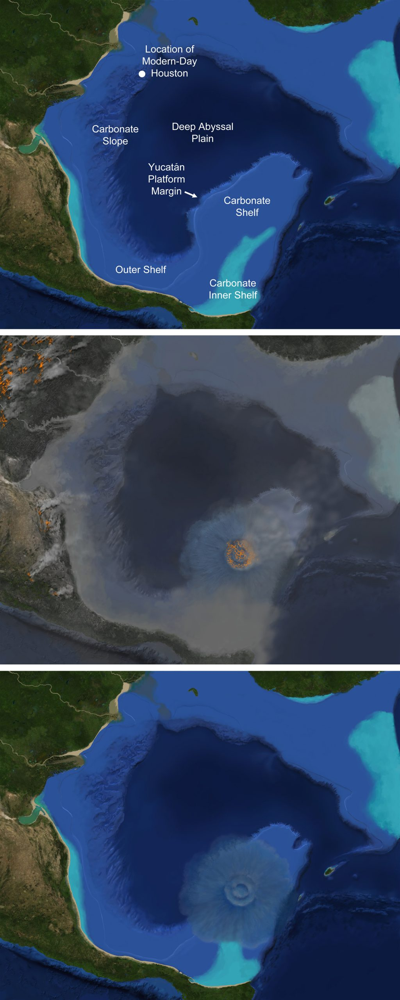 Location of
Modern-Day
Houston
Carbonate
Slope
Deep Abyssal
Plain
Yucatán
Platform
Margin
Carbonate
Shelf
Outer Shelf
Carbonate
Inner Shelf